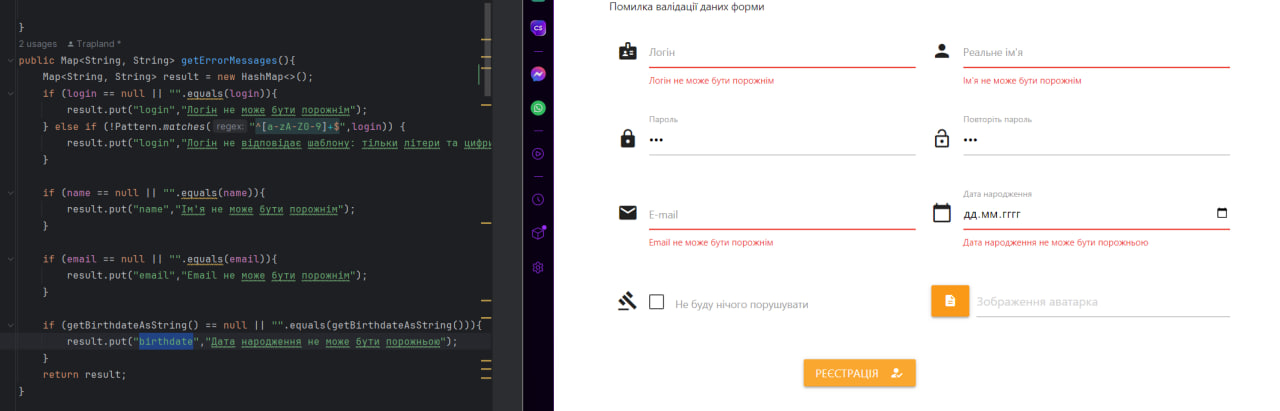 }
2 usages Trapland *
public Map<String, String> getErrorMessages(){
Map<String, String> result = new HashMap<>();
if (login == null || "".equals(login)){
result.put("login","Логін не може бути порожнім");
} else if (!Pattern.matches( regex: "^[a-zA-Z0-9]+$",login)) {
result.put("login","Логін не відповідає шаблону: тільки літери та цифри
}
if (name == null || "".equals(name)){
result.put("name","Ім'я не може бути порожнім");
}
if (email == null || "".equals(email)){
result.put("email","Email не може бути порожнім");
}
if (getBirthdateAsString() == null || "".equals(getBirthdateAsString())){
result.put("birthdate","Дата народження не може бути порожньою");
}
return result;
}
CS
Помилка валідації даних форми
Логін
Реальне ім'я
Логін не може бути порожнім
Ім'я не може бути порожнім
Пароль
Повторіть пароль
•••
•••
Дата народження
E-mail
дд.мм.гггг
Email не може бути порожнім
Дата народження не може бути порожньою
Не буду нічого порушувати
Зображення аватарка
РЕЄСТРАЦІЯ